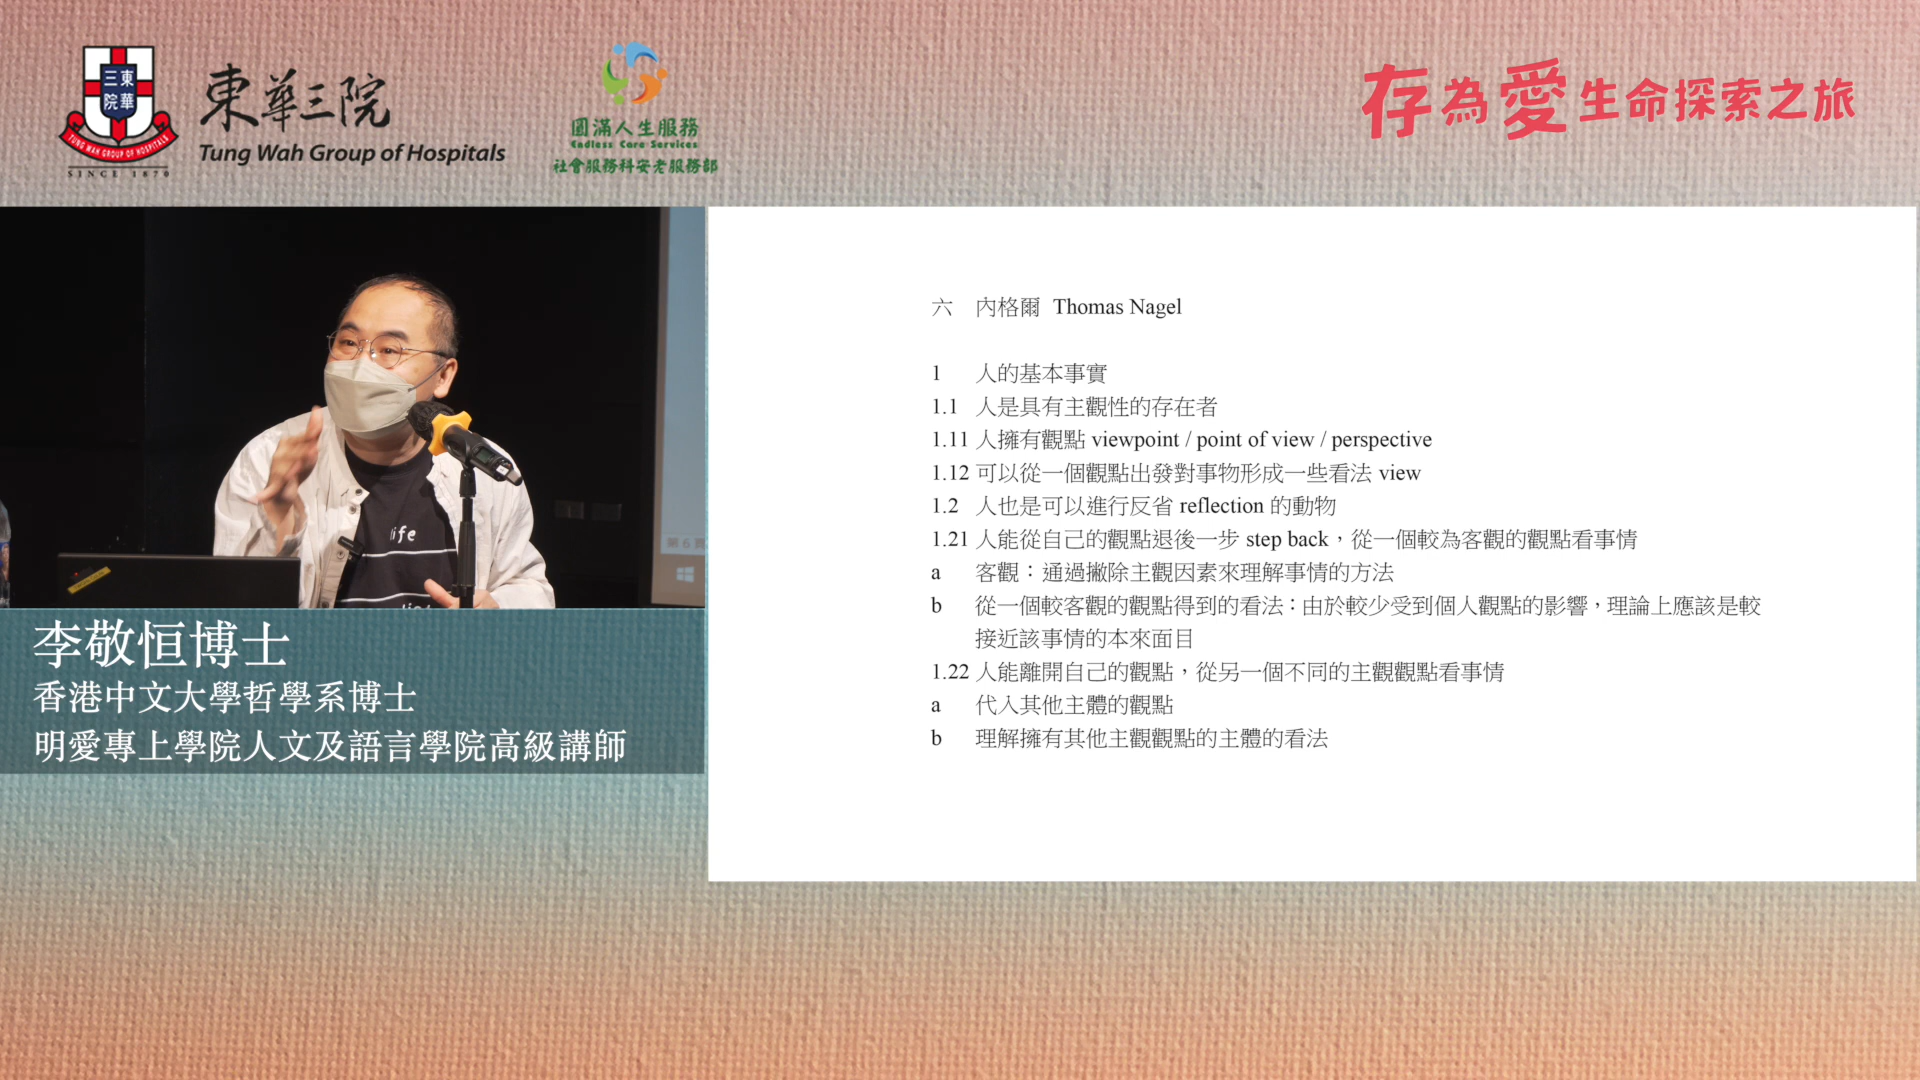 東華三院
TUNG WAH GROUP OF HOSPITALS
SINCE 1870
東華三院
Tung Wah Group of Hospitals
圓滿人生服務
Endless Care Services
社會服務科安老服務部
存為愛生命探索之旅
life
第 6 頁
李敬恒博士
香港中文大學哲學系博士
明愛專上學院人文及語言學院高級講師
六 內格爾 Thomas Nagel
1 人的基本事實
1.1 人是具有主觀性的存在者
1.11 人擁有觀點 viewpoint / point of view / perspective
1.12 可以從一個觀點出發對事物形成一些看法 view
1.2 人也是可以進行反省 reflection 的動物
1.21 人能從自己的觀點退後一步 step back，從一個較為客觀的觀點看事情
a 客觀：通過撇除主觀因素來理解事情的方法
b 從一個較客觀的觀點得到的看法：由於較少受到個人觀點的影響，理論上應該是較
接近該事情的本來面目
1.22 人能離開自己的觀點，從另一個不同的主觀觀點看事情
a 代入其他主體的觀點
b 理解擁有其他主觀觀點的主體的看法